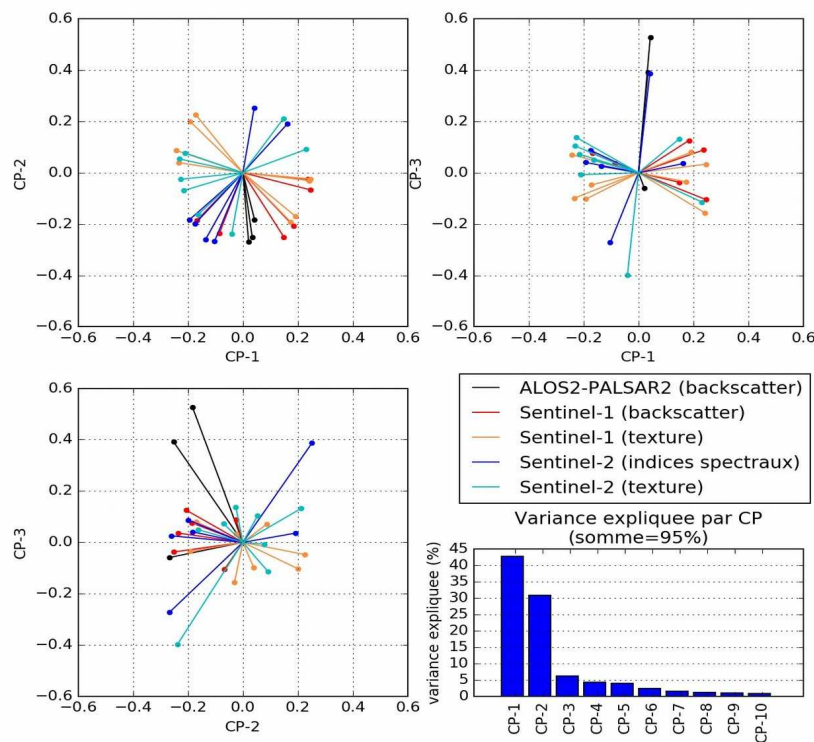 0.6
0.4
0.2
0.0
−0.2
−0.4
−0.6
CP-2
−0.6 −0.4 −0.2 0.0 0.2 0.4 0.6
CP-1
0.6
0.4
0.2
0.0
−0.2
−0.4
−0.6
CP-3
−0.6 −0.4 −0.2 0.0 0.2 0.4 0.6
CP-1
0.6
0.4
0.2
0.0
−0.2
−0.4
−0.6
CP-3
−0.6 −0.4 −0.2 0.0 0.2 0.4 0.6
CP-2
ALOS2-PALSAR2 (backscatter)
Sentinel-1 (backscatter)
Sentinel-1 (texture)
Sentinel-2 (indices spectraux)
Sentinel-2 (texture)
Variance expliquee par CP
(somme=95%)
variance expliquee (%)
45
40
35
30
25
20
15
10
5
0
CP-1 CP-2 CP-3 CP-4 CP-5 CP-6 CP-7 CP-8 CP-9 CP-10